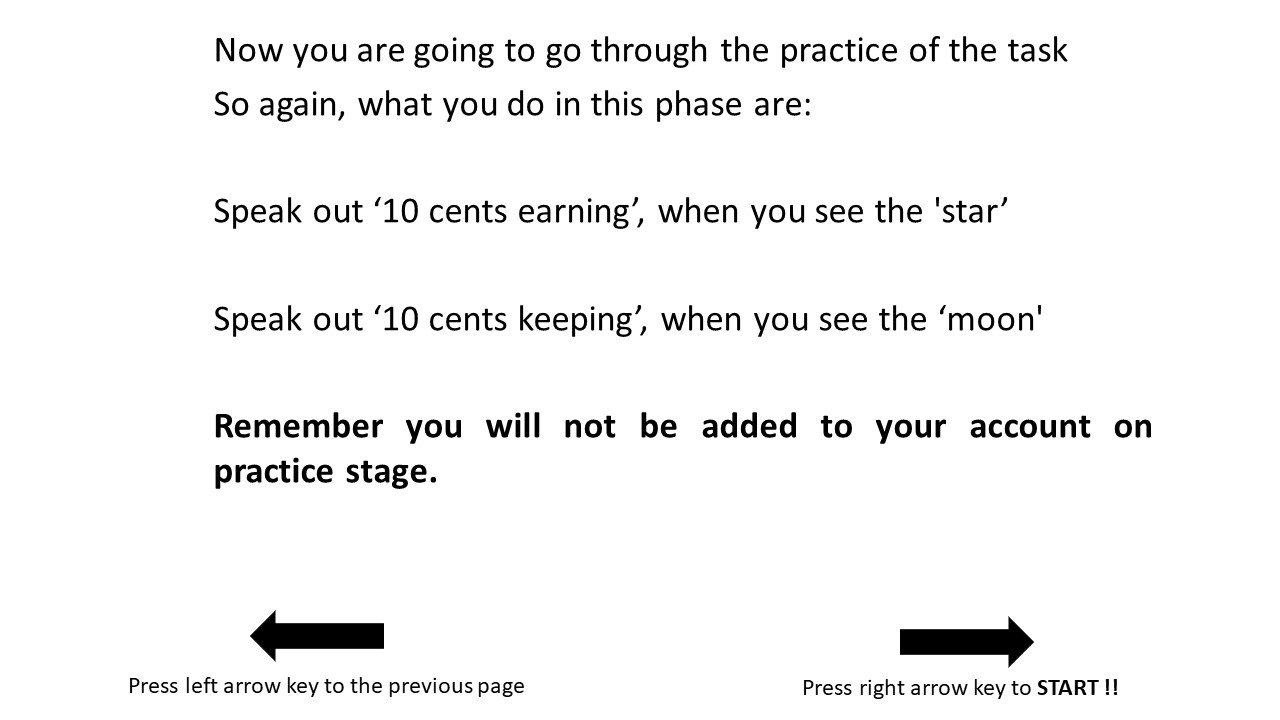 Now you are going to go through the practice of the task
So again, what you do in this phase are:
Speak out ‘10 cents earning’, when you see the 'star’
Speak out ‘10 cents keeping’, when you see the ‘moon'
Remember you will not be added to your account on
practice stage.
Press left arrow key to the previous page
Press right arrow key to START !!